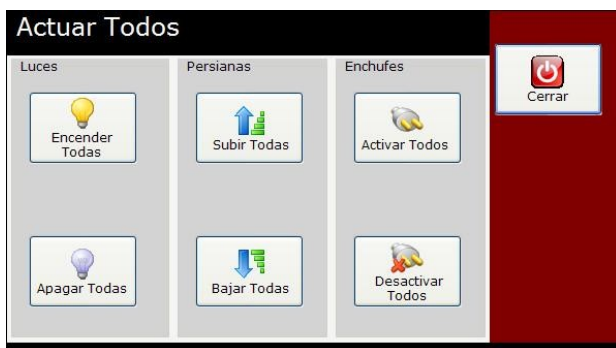 Actuar Todos
Luces
Persianas
Enchufes
Cerrar
Encender
Todas
Subir Todas
Activar Todos
Apagar Todas
Bajar Todas
Desactivar
Todos